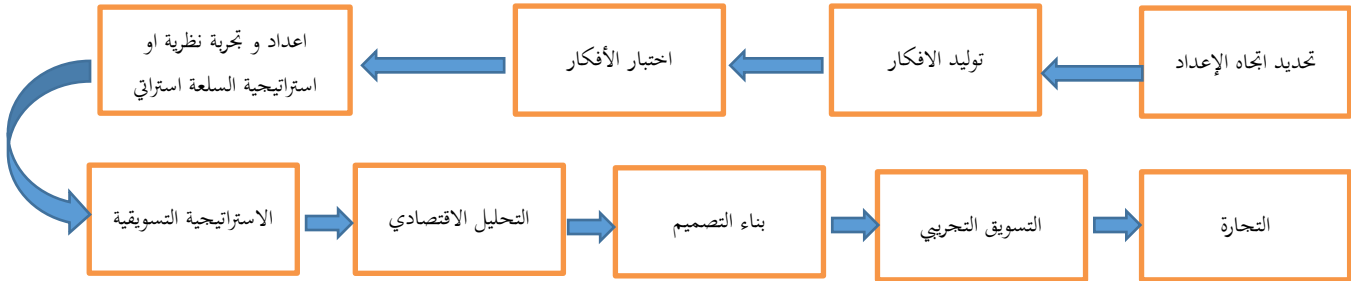 تحديد اتجاه الإعداد
توليد الافكار
اختبار الأفكار
اعداد و تجربة نظرية او
استراتيجية السلعة استراتي
الاستراتيجية التسويقية
التحليل الاقتصادي
بناء التصميم
التسويق التجريبي
التجارة